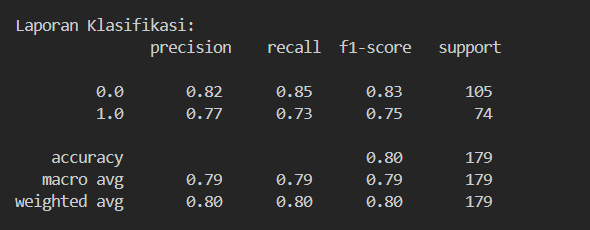 Laporan Klasifikasi:
precision recall f1-score support
0.0 0.82 0.85 0.83 105
1.0 0.77 0.73 0.75 74
accuracy 0.80 179
macro avg 0.79 0.79 0.79 179
weighted avg 0.80 0.80 0.80 179